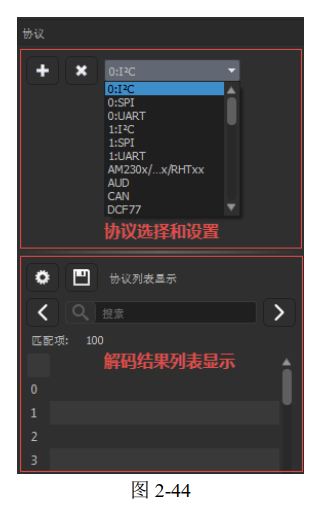 协议
0:I²C
0:I²C
0:SPI
0:UART
1:I²C
1:SPI
1:UART
AM230x/...x/RHTxx
AUD
CAN
DCF77
协议选择和设置
协议列表显示
搜索
匹配项: 100
解码结果列表显示
0
1
2
3
图 2-44